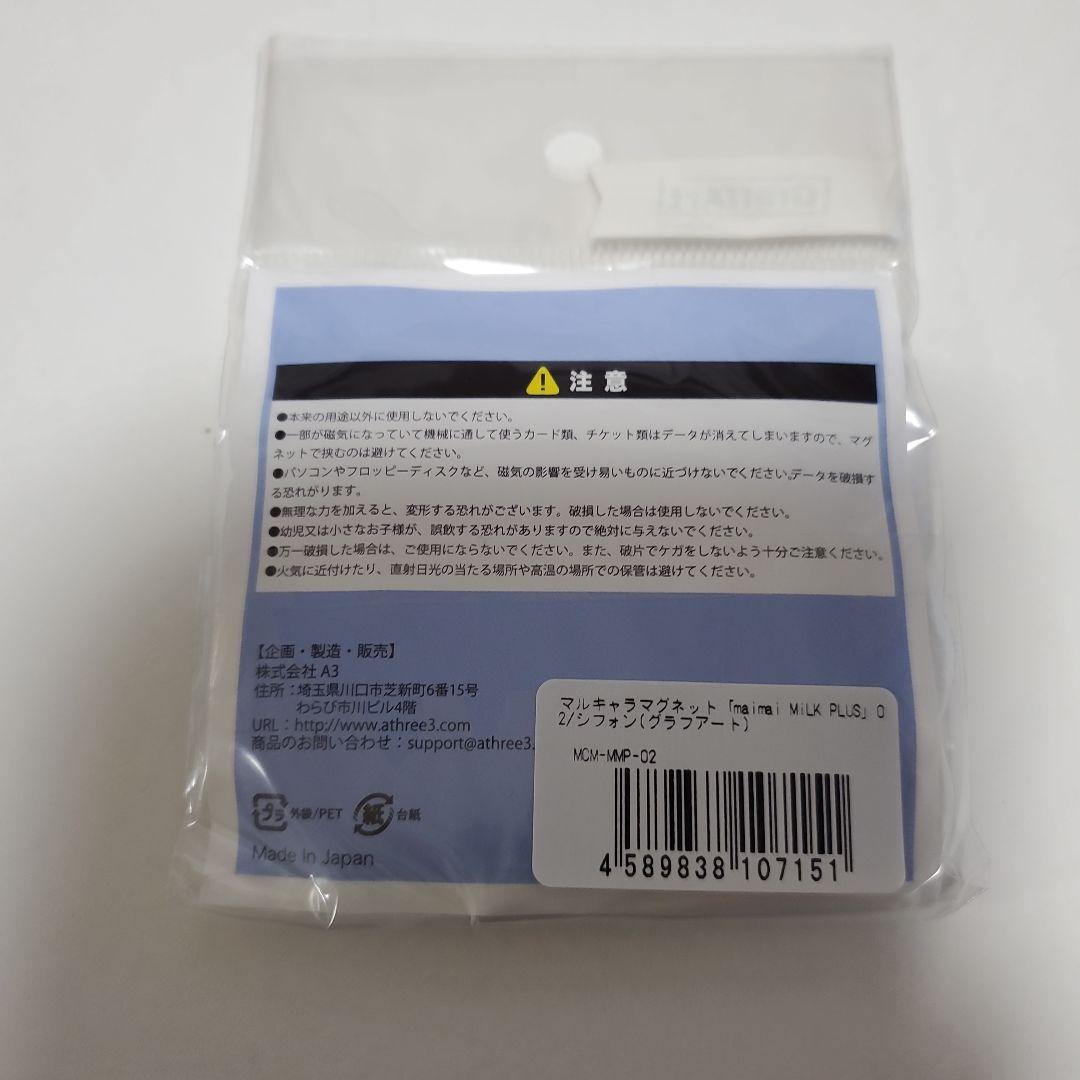 GraffArt
注意
●本来の用途以外に使用しないでください。
●一部が磁気になっていて機械に通して使うカード類、チケット類はデータが消えてしまいますので、マグ
ネットで挟むのは避けてください。
●パソコンやフロッピーディスクなど、磁気の影響を受け易いものに近づけないでください。データを破損す
る恐れがります。
●無理な力を加えると、変形する恐れがございます。破損した場合は使用しないでください。
●幼児又は小さなお子様が、誤飲する恐れがありますので絶対に与えないでください。
●万一破損した場合は、ご使用にならないでください。また、破片でケガをしないよう十分ご注意ください。
●火気に近付けたり、直射日光の当たる場所や高温の場所での保管は避けてください。
【企画・製造・販売】
株式会社 A3
住所：埼玉県川口市芝新町6番15号
わらび市川ビル4階
URL：http://www.athree3.com
商品のお問い合わせ：support@athree3.
プラ 外袋/PET 紙 台紙
Made In Japan
マルキャラマグネット「maimai MiLK PLUS」0
2/シフォン(グラフアート)
MCM-MMP-02
4 589838 107151